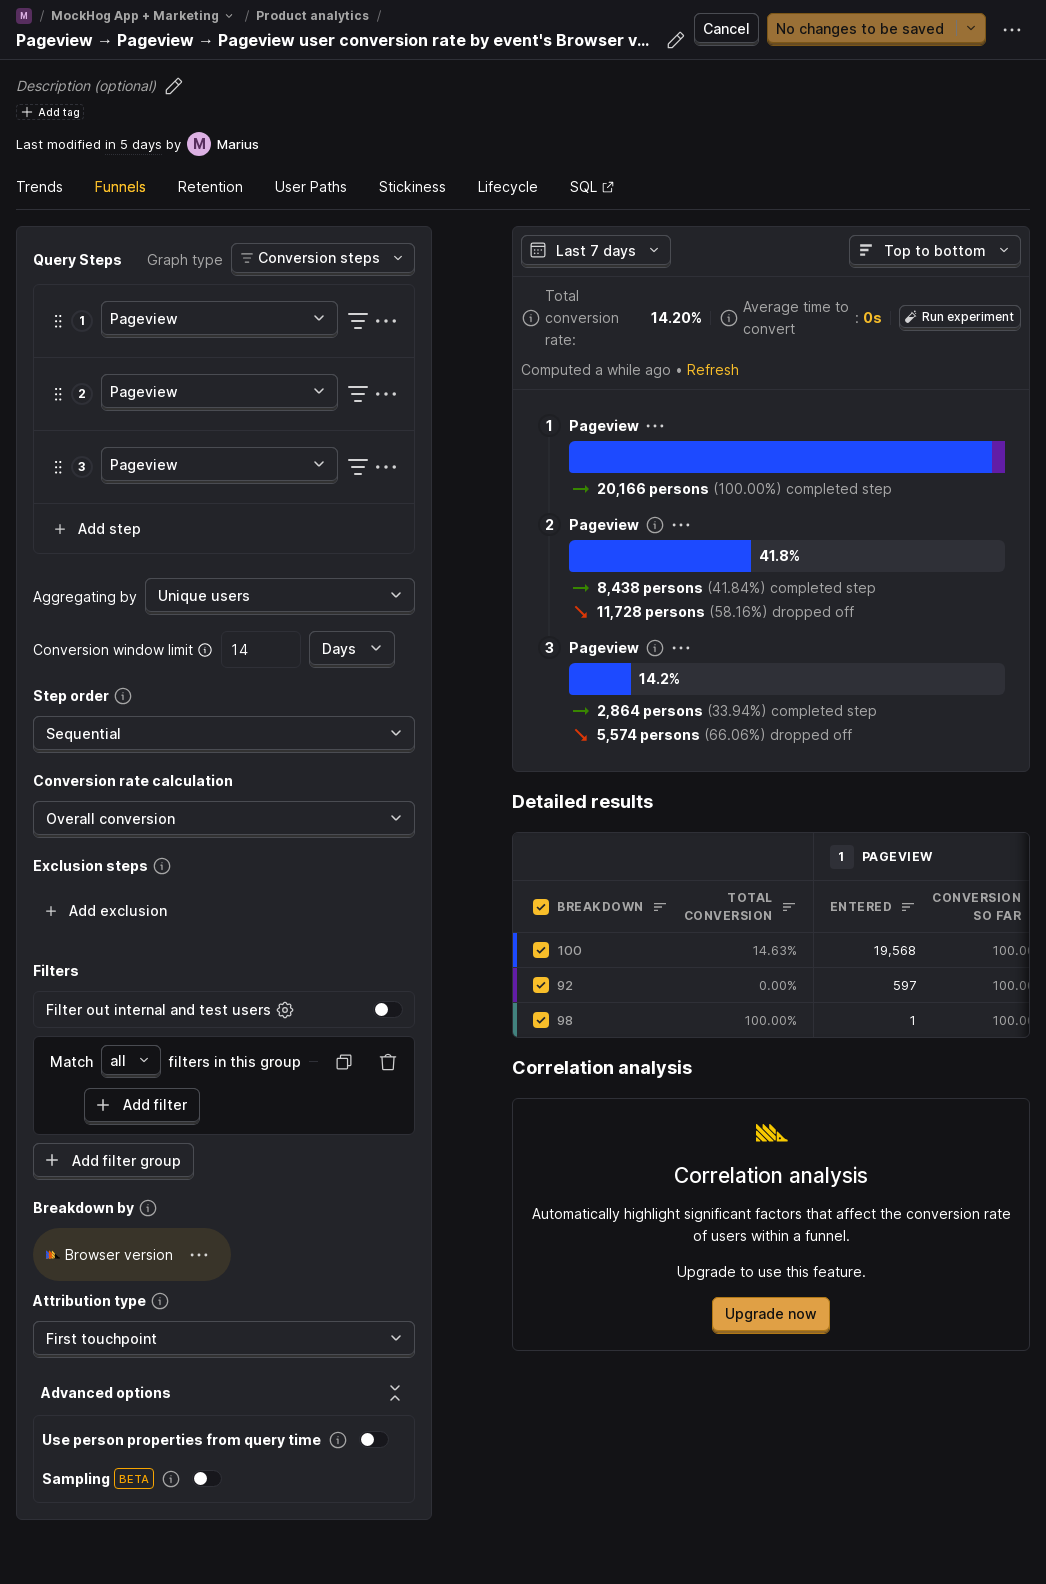 M / MockHog App + Marketing / Product analytics /
Pageview → Pageview → Pageview user conversion rate by event's Browser v...
Cancel
No changes to be saved
Description (optional)
Add tag
Last modified in 5 days by M Marius
Trends Funnels Retention User Paths Stickiness Lifecycle SQL
Query Steps Graph type Conversion steps
1 Pageview
2 Pageview
3 Pageview
Add step
Aggregating by Unique users
Conversion window limit 14 Days
Step order
Sequential
Conversion rate calculation
Overall conversion
Exclusion steps
Add exclusion
Filters
Filter out internal and test users
Match all filters in this group
Add filter
Add filter group
Breakdown by
Browser version
Attribution type
First touchpoint
Advanced options
Use person properties from query time
Sampling BETA
Last 7 days Top to bottom
Total conversion rate: 14.20%
Average time to convert : 0s
Run experiment
Computed a while ago • Refresh
1 Pageview
20,166 persons (100.00%) completed step
2 Pageview
41.8%
8,438 persons (41.84%) completed step
11,728 persons (58.16%) dropped off
3 Pageview
14.2%
2,864 persons (33.94%) completed step
5,574 persons (66.06%) dropped off
Detailed results
1 PAGEVIEW
BREAKDOWN TOTAL CONVERSION ENTERED CONVERSION SO FAR
100 14.63% 19,568 100.00
92 0.00% 597 100.00
98 100.00% 1 100.00
Correlation analysis
Correlation analysis
Automatically highlight significant factors that affect the conversion rate
of users within a funnel.
Upgrade to use this feature.
Upgrade now